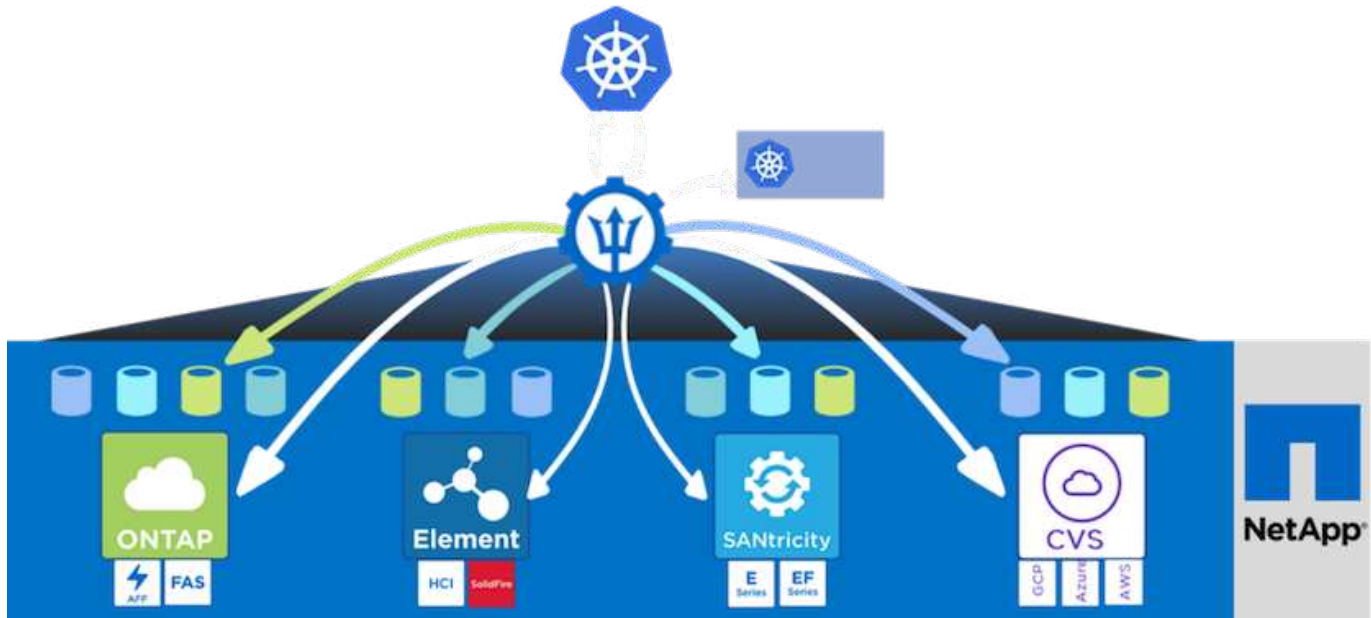 ONTAP
AFF
FAS
Element
HCI
SolidFire
SANtricity
E
Series
EF
Series
CVS
GCP
Azure
AWS
NetApp®